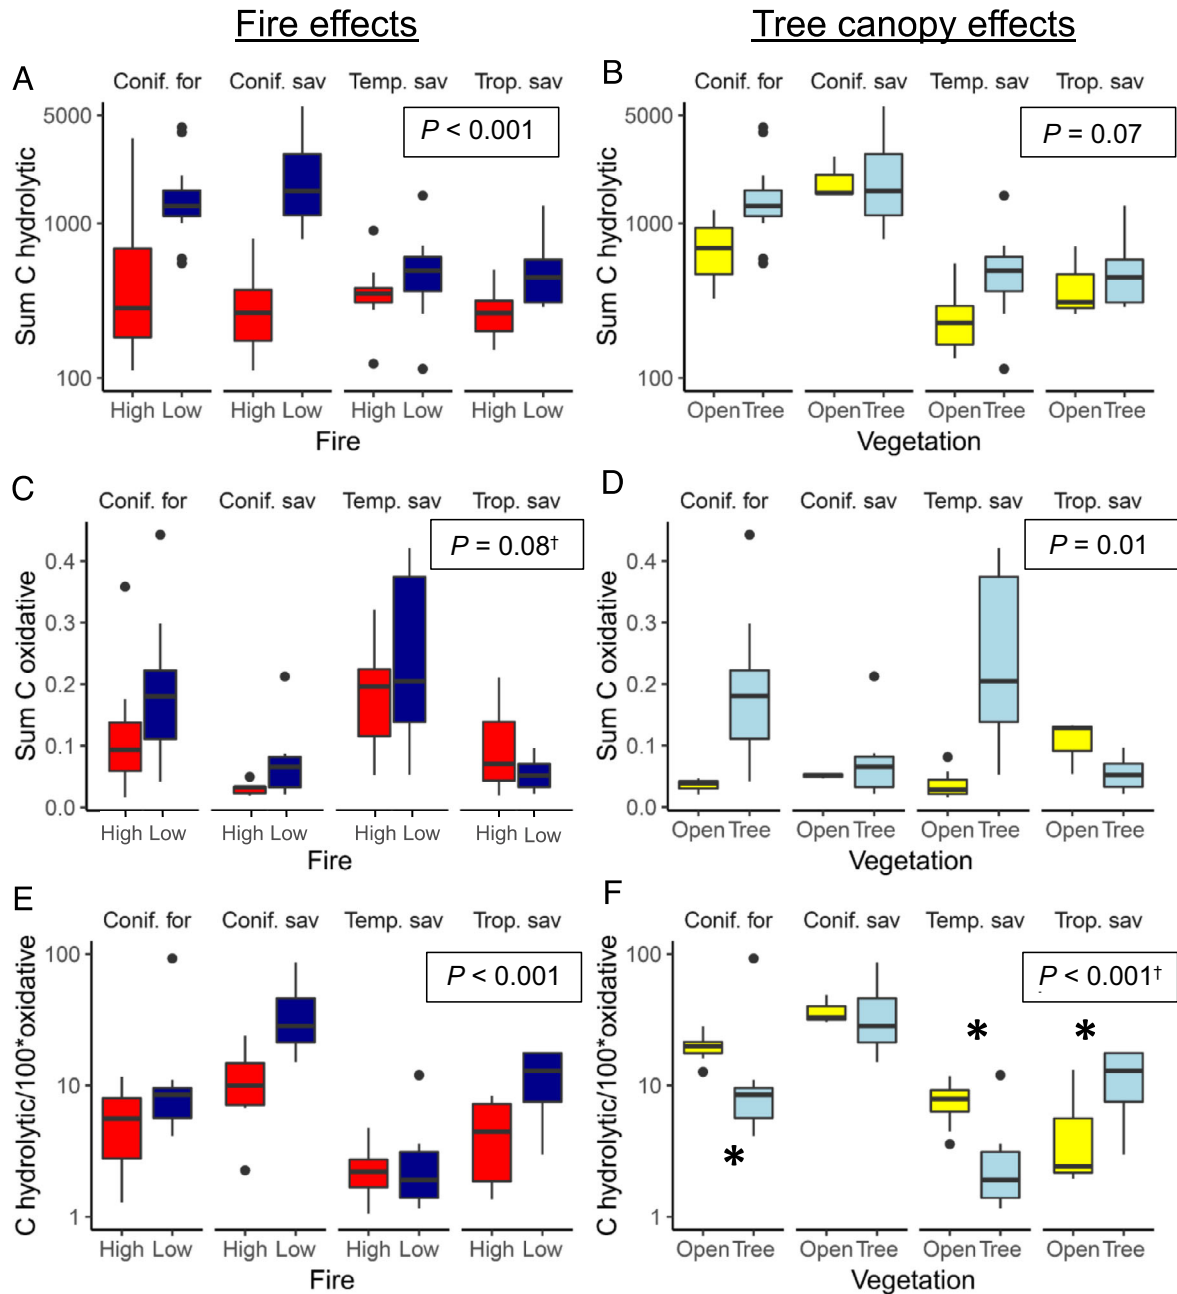 Fire effects
Tree canopy effects
A
Conif. for Conif. sav Temp. sav Trop. sav
P < 0.001
5000
1000
100
Sum C hydrolytic
High Low High Low High Low High Low
Fire
B
Conif. for Conif. sav Temp. sav Trop. sav
P = 0.07
5000
1000
100
Sum C hydrolytic
Open Tree Open Tree Open Tree Open Tree
Vegetation
C
Conif. for Conif. sav Temp. sav Trop. sav
P = 0.08†
0.4
0.3
0.2
0.1
0.0
Sum C oxidative
High Low High Low High Low High Low
Fire
D
Conif. for Conif. sav Temp. sav Trop. sav
P = 0.01
0.4
0.3
0.2
0.1
0.0
Sum C oxidative
Open Tree Open Tree Open Tree Open Tree
Vegetation
E
Conif. for Conif. sav Temp. sav Trop. sav
P < 0.001
100
10
1
C hydrolytic/100*oxidative
High Low High Low High Low High Low
Fire
F
Conif. for Conif. sav Temp. sav Trop. sav
P < 0.001†
100
10
1
C hydrolytic/100*oxidative
* * *
Open Tree Open Tree Open Tree Open Tree
Vegetation